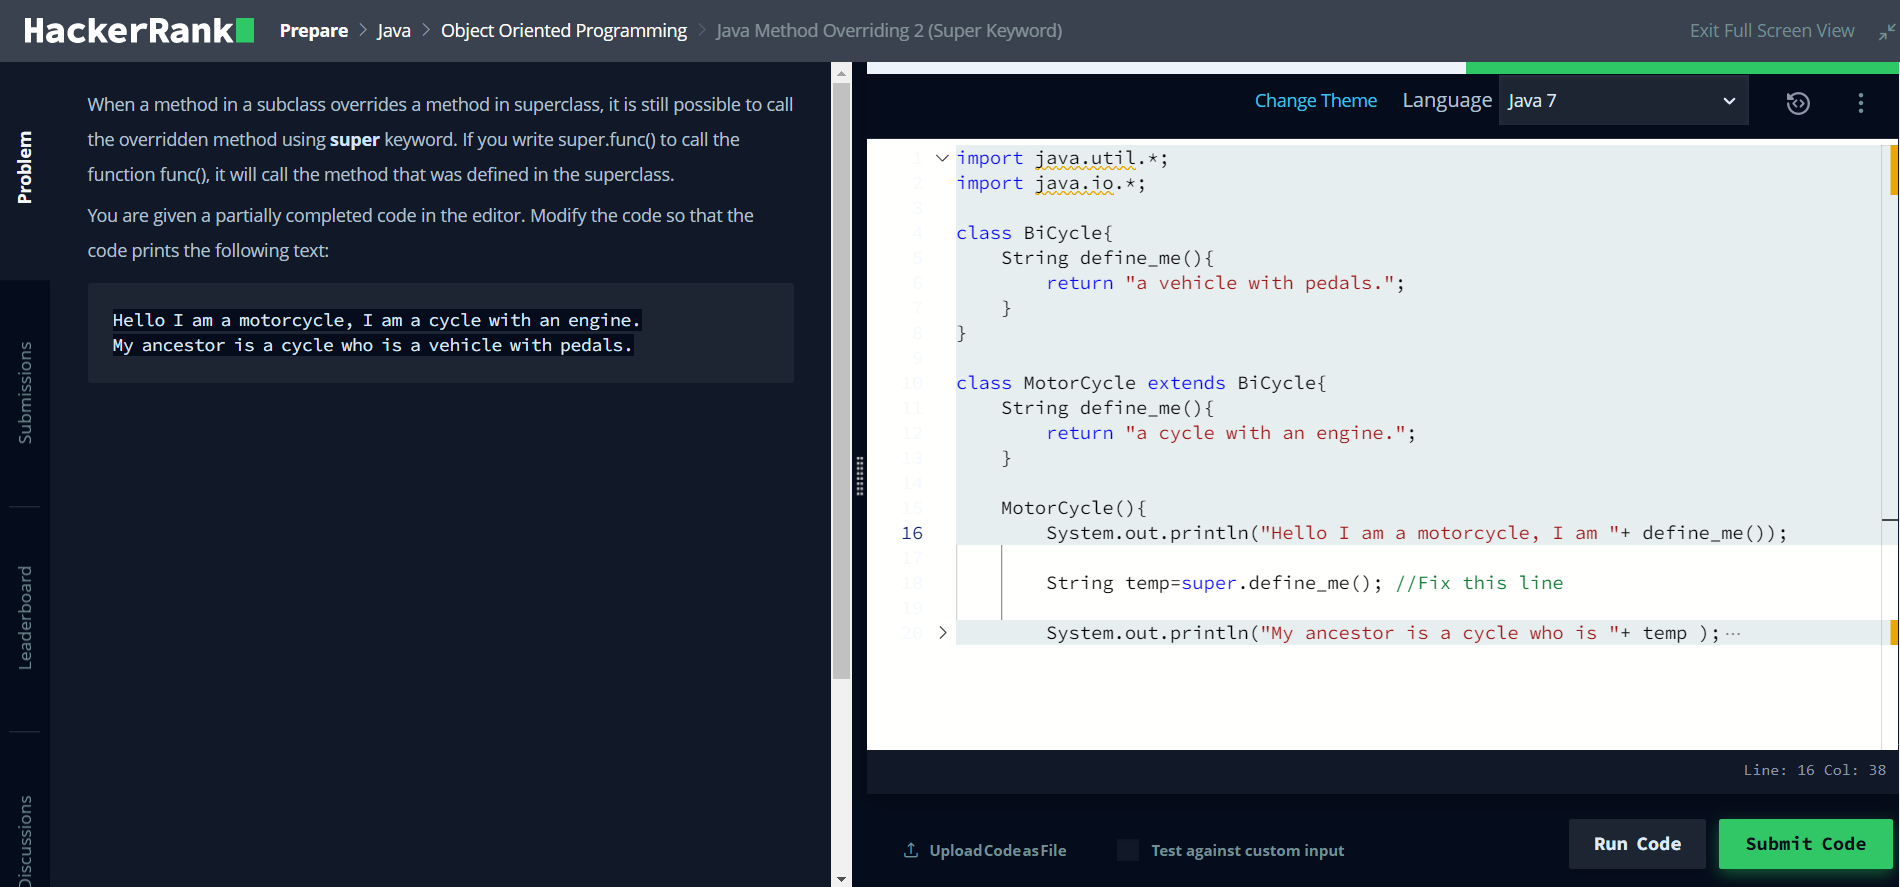 HackerRank Prepare > Java > Object Oriented Programming > Java Method Overriding 2 (Super Keyword) Exit Full Screen View
Problem
Submissions
Leaderboard
Discussions
When a method in a subclass overrides a method in superclass, it is still possible to call
the overridden method using super keyword. If you write super.func() to call the
function func(), it will call the method that was defined in the superclass.
You are given a partially completed code in the editor. Modify the code so that the
code prints the following text:
Hello I am a motorcycle, I am a cycle with an engine.
My ancestor is a cycle who is a vehicle with pedals.
Change Theme Language Java 7
1 import java.util.*;
2 import java.io.*;
3
4 class BiCycle{
5     String define_me(){
6         return "a vehicle with pedals.";
7     }
8 }
9
10 class MotorCycle extends BiCycle{
11     String define_me(){
12         return "a cycle with an engine.";
13     }
14
15     MotorCycle(){
16         System.out.println("Hello I am a motorcycle, I am "+ define_me());
17
18         String temp=super.define_me(); //Fix this line
19
20         System.out.println("My ancestor is a cycle who is "+ temp );···
Line: 16 Col: 38
Upload Code as File Test against custom input Run Code Submit Code